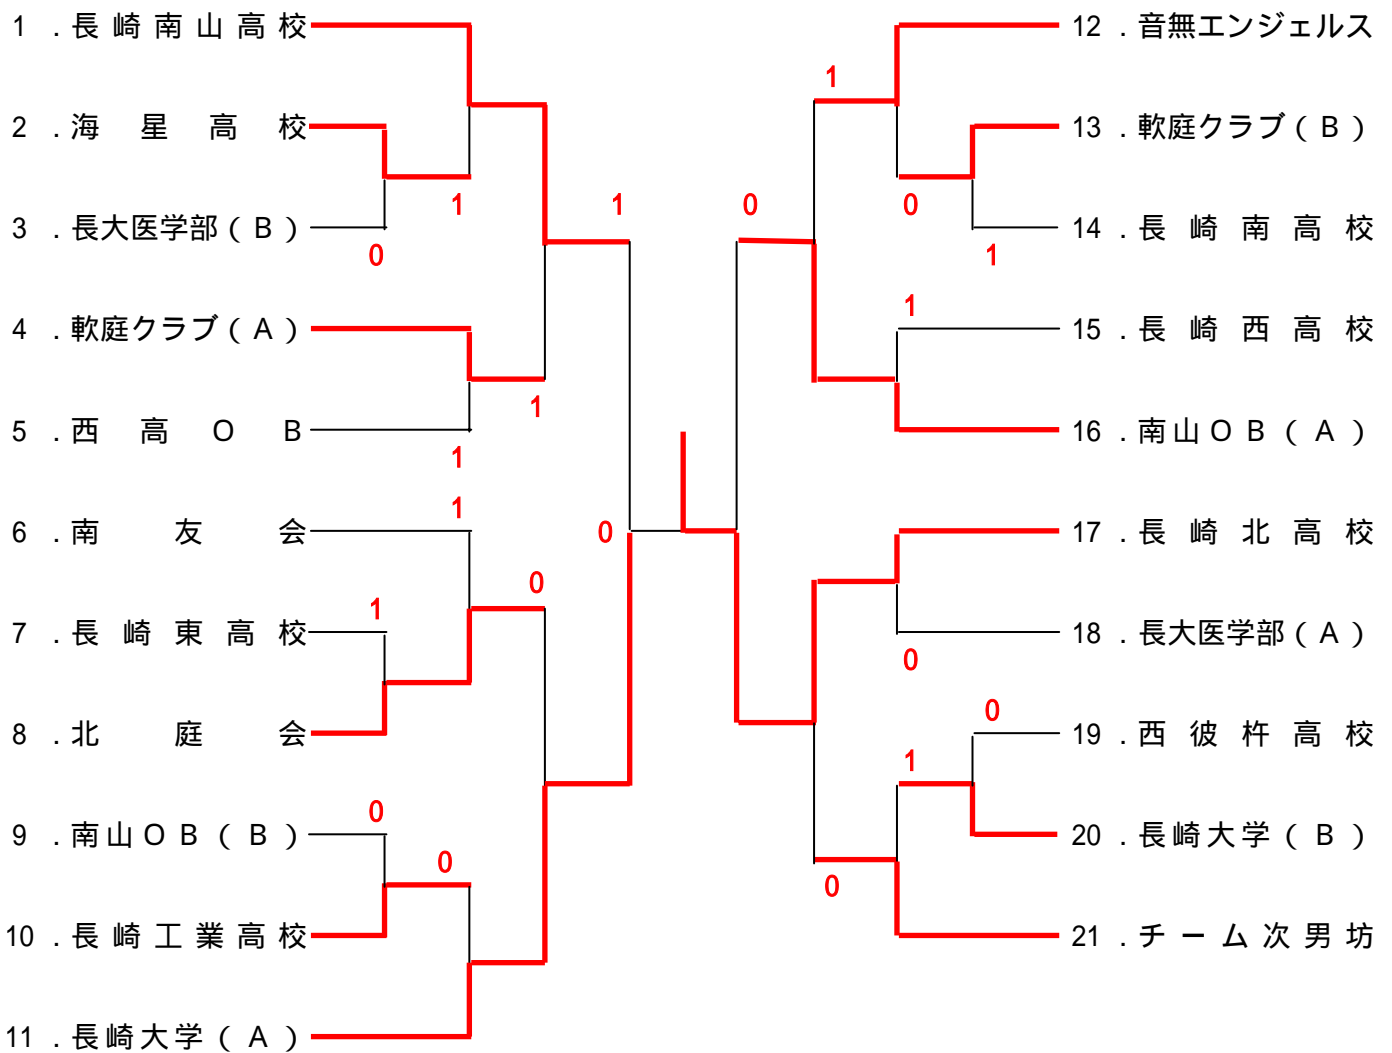 1 .長崎南山高校
2 .海星高校
3 .長大医学部(B)
4 .軟庭クラブ(A)
5 .西高OB
6 .南友会
7 .長崎東高校
8 .北庭会
9 .南山OB(B)
10 .長崎工業高校
11 .長崎大学(A)
1
0
1
1
1
1
0
0
0
1
0
12 .音無エンジェルス
13 .軟庭クラブ(B)
14 .長崎南高校
15 .長崎西高校
16 .南山OB(A)
17 .長崎北高校
18 .長大医学部(A)
19 .西彼杵高校
20 .長崎大学(B)
21 .チーム次男坊
1
0
0
1
1
0
0
1
0